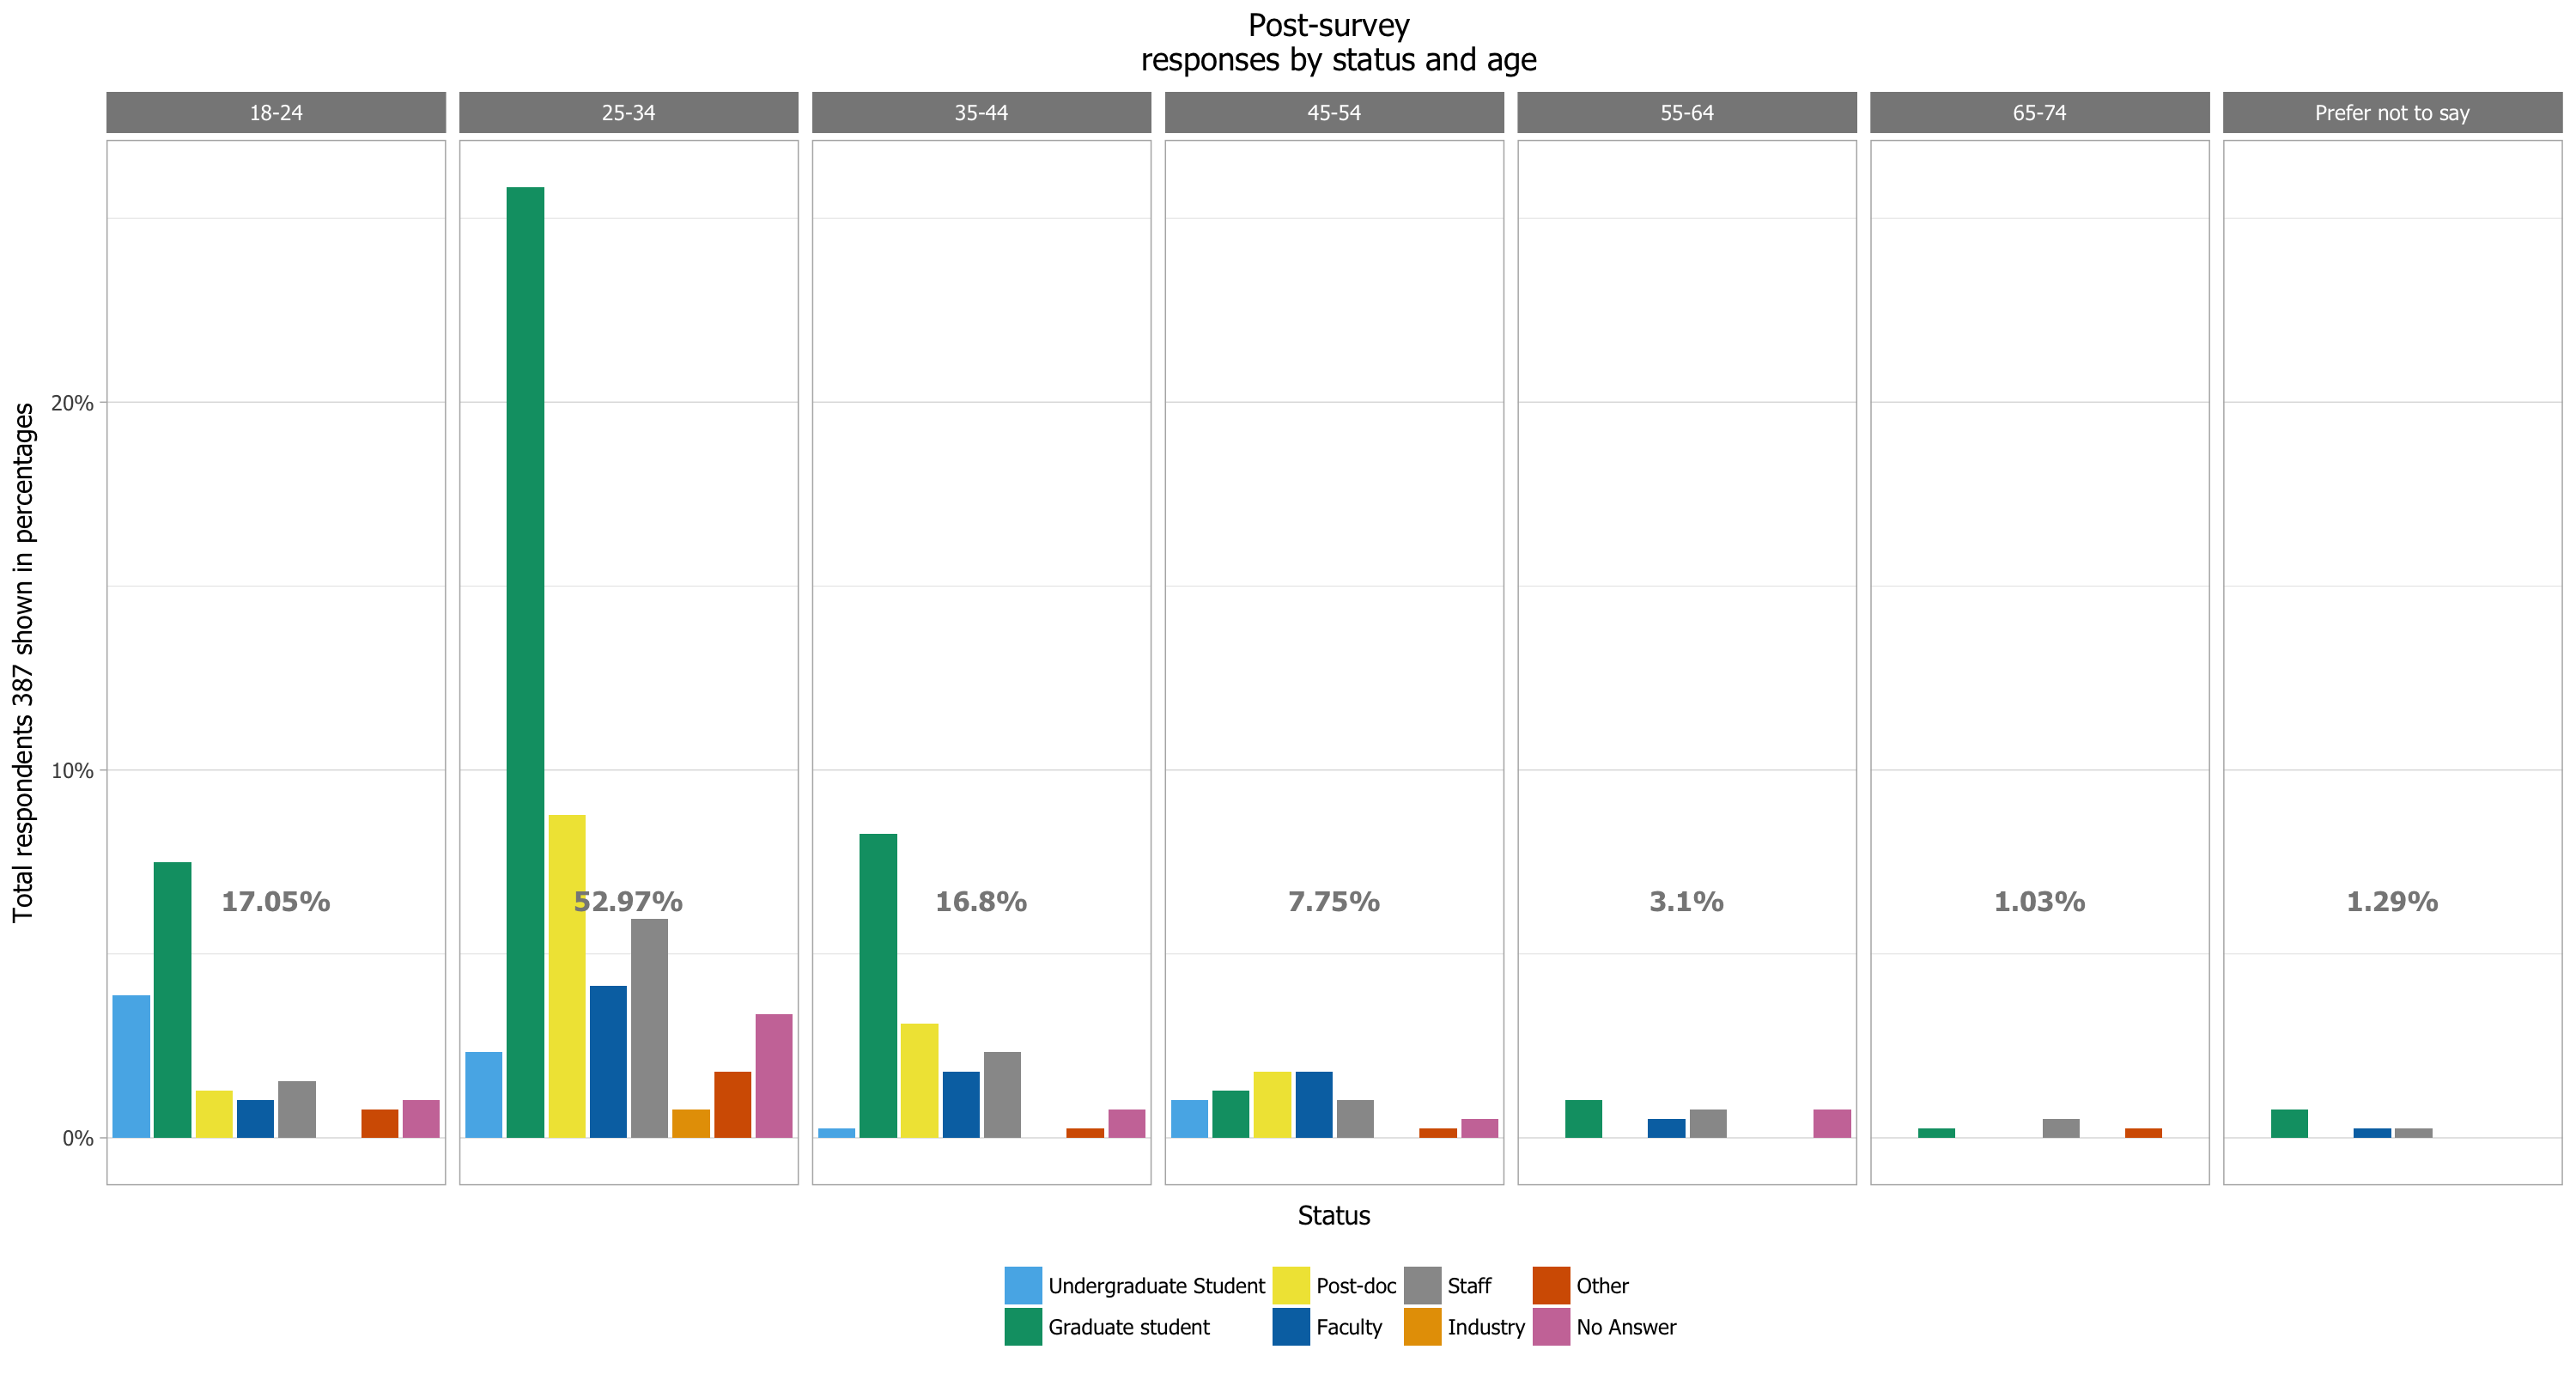 Post-survey
responses by status and age
18-24
25-34
35-44
45-54
55-64
65-74
Prefer not to say
Total respondents 387 shown in percentages
20%
10%
0%
17.05%
52.97%
16.8%
7.75%
3.1%
1.03%
1.29%
Status
Undergraduate Student
Post-doc
Staff
Other
Graduate student
Faculty
Industry
No Answer